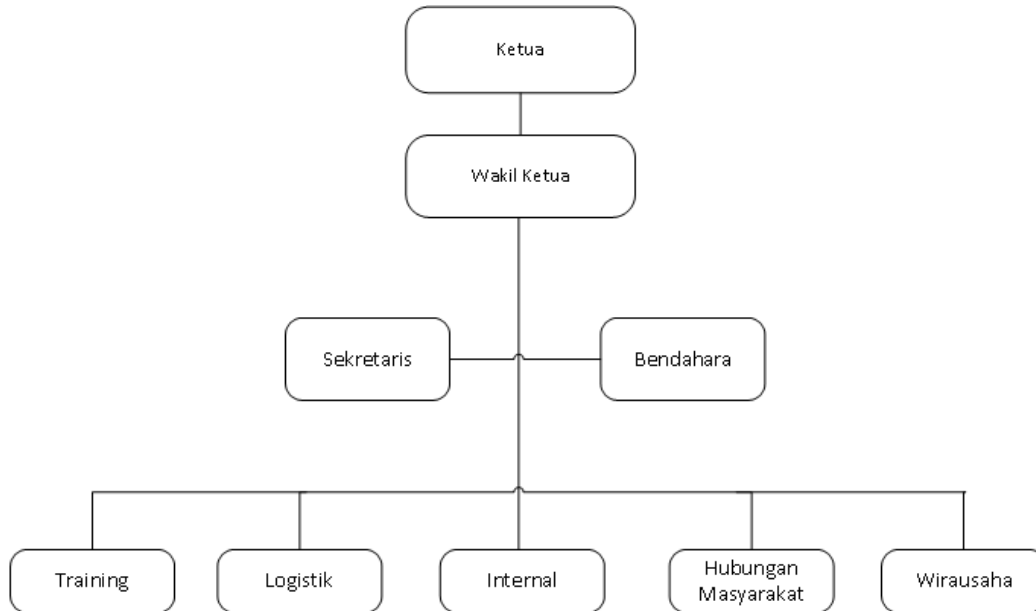 Ketua
Wakil Ketua
Sekretaris
Bendahara
Training
Logistik
Internal
Hubungan
Masyarakat
Wirausaha